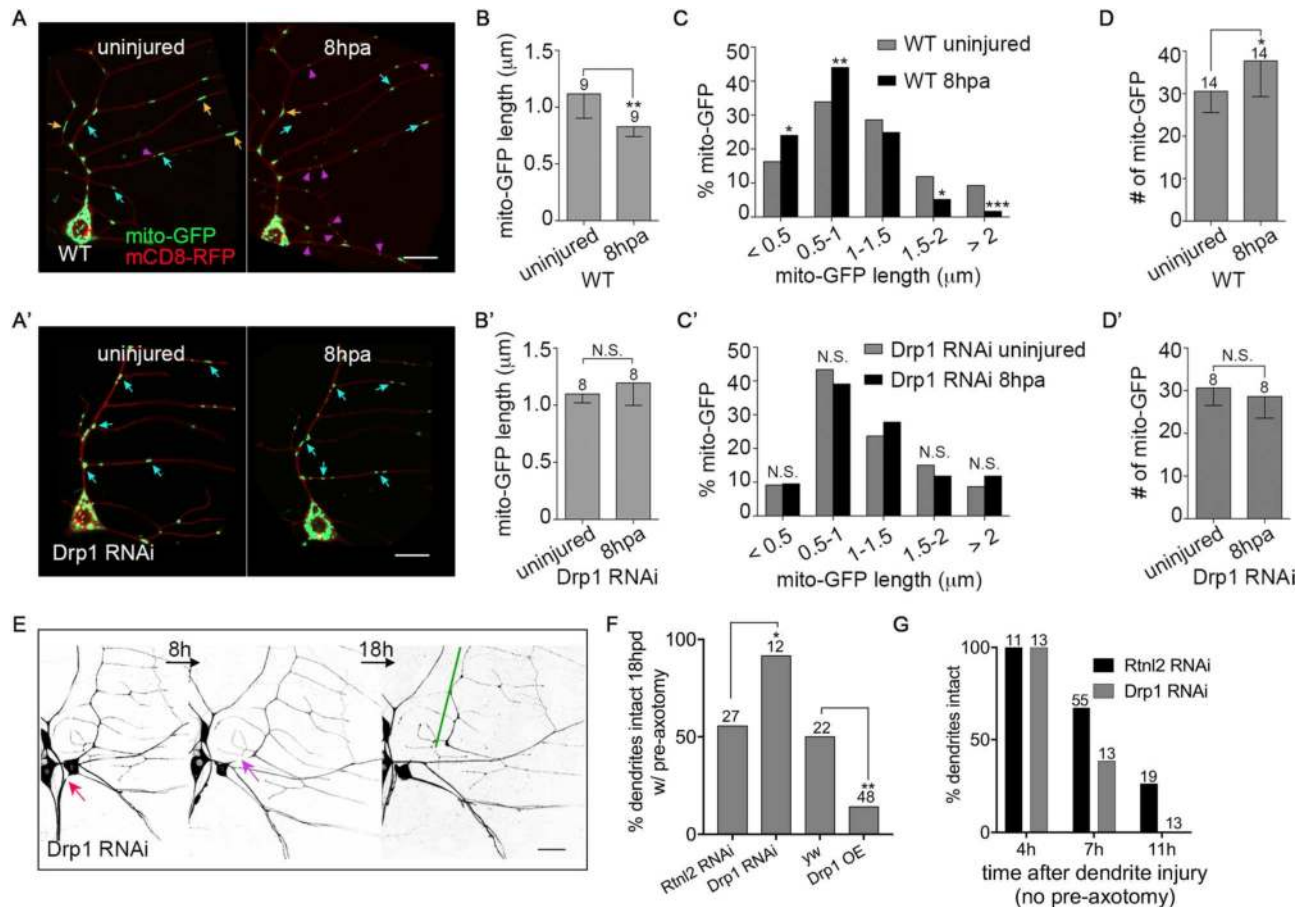 A
uninjured
8hpa
WT
mito-GFP
mCD8-RFP
B
mito-GFP length (μm)
1.5
1.0
0.5
0
9
**
9
uninjured
8hpa
WT
C
% mito-GFP
50
40
30
20
10
0
WT uninjured
WT 8hpa
*
**
*
***
< 0.5
0.5-1
1-1.5
1.5-2
> 2
mito-GFP length (μm)
D
# of mito-GFP
50
40
30
20
10
0
14
*
14
uninjured
8hpa
WT
A'
uninjured
8hpa
Drp1 RNAi
B'
mito-GFP length (μm)
1.5
1.0
0.5
0
N.S.
8
8
uninjured
8hpa
Drp1 RNAi
C'
% mito-GFP
50
40
30
20
10
0
Drp1 RNAi uninjured
Drp1 RNAi 8hpa
N.S.
N.S.
N.S.
N.S.
< 0.5
0.5-1
1-1.5
1.5-2
> 2
mito-GFP length (μm)
D'
# of mito-GFP
40
30
20
10
0
N.S.
8
8
uninjured
8hpa
Drp1 RNAi
E
8h
18h
Drp1 RNAi
F
% dendrites intact 18hpd
w/ pre-axotomy
100
50
0
27
*
12
22
**
48
Rtnl2 RNAi
Drp1 RNAi
yw
Drp1 OE
G
% dendrites intact
100
50
0
11
13
55
13
19
13
Rtnl2 RNAi
Drp1 RNAi
4h
7h
11h
time after dendrite injury
(no pre-axotomy)